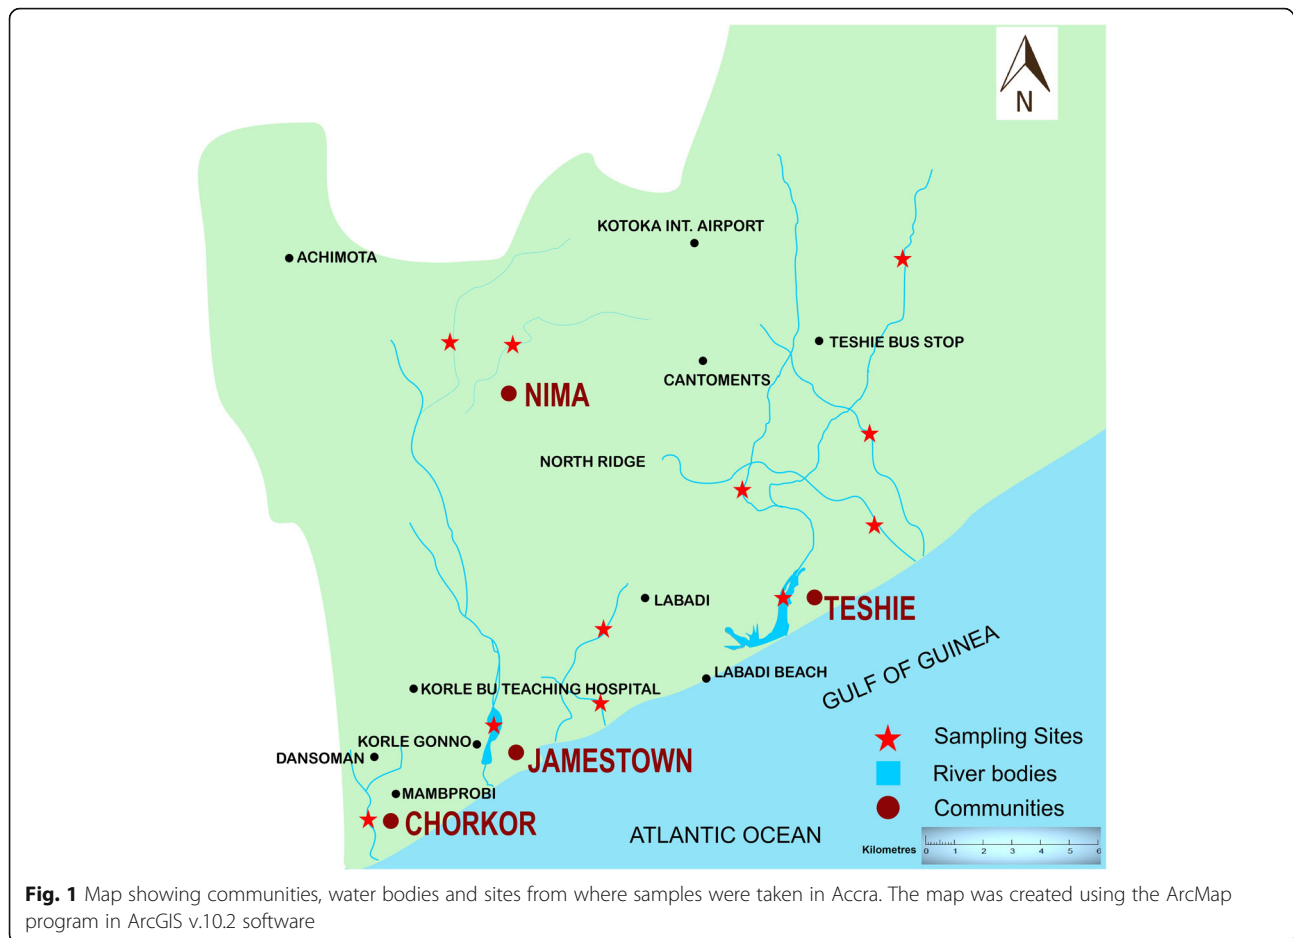 N
KOTOKA INT. AIRPORT
ACHIMOTA
TESHIE BUS STOP
CANTOMENTS
NIMA
NORTH RIDGE
LABADI
TESHIE
GULF OF GUINEA
LABADI BEACH
KORLE BU TEACHING HOSPITAL
KORLE GONNO
DANSOMAN
JAMESTOWN
MAMBPROBI
CHORKOR
ATLANTIC OCEAN
Sampling Sites
River bodies
Communities
Kilometres 0 1 2 3 4 5 6
Fig. 1 Map showing communities, water bodies and sites from where samples were taken in Accra. The map was created using the ArcMap
program in ArcGIS v.10.2 software